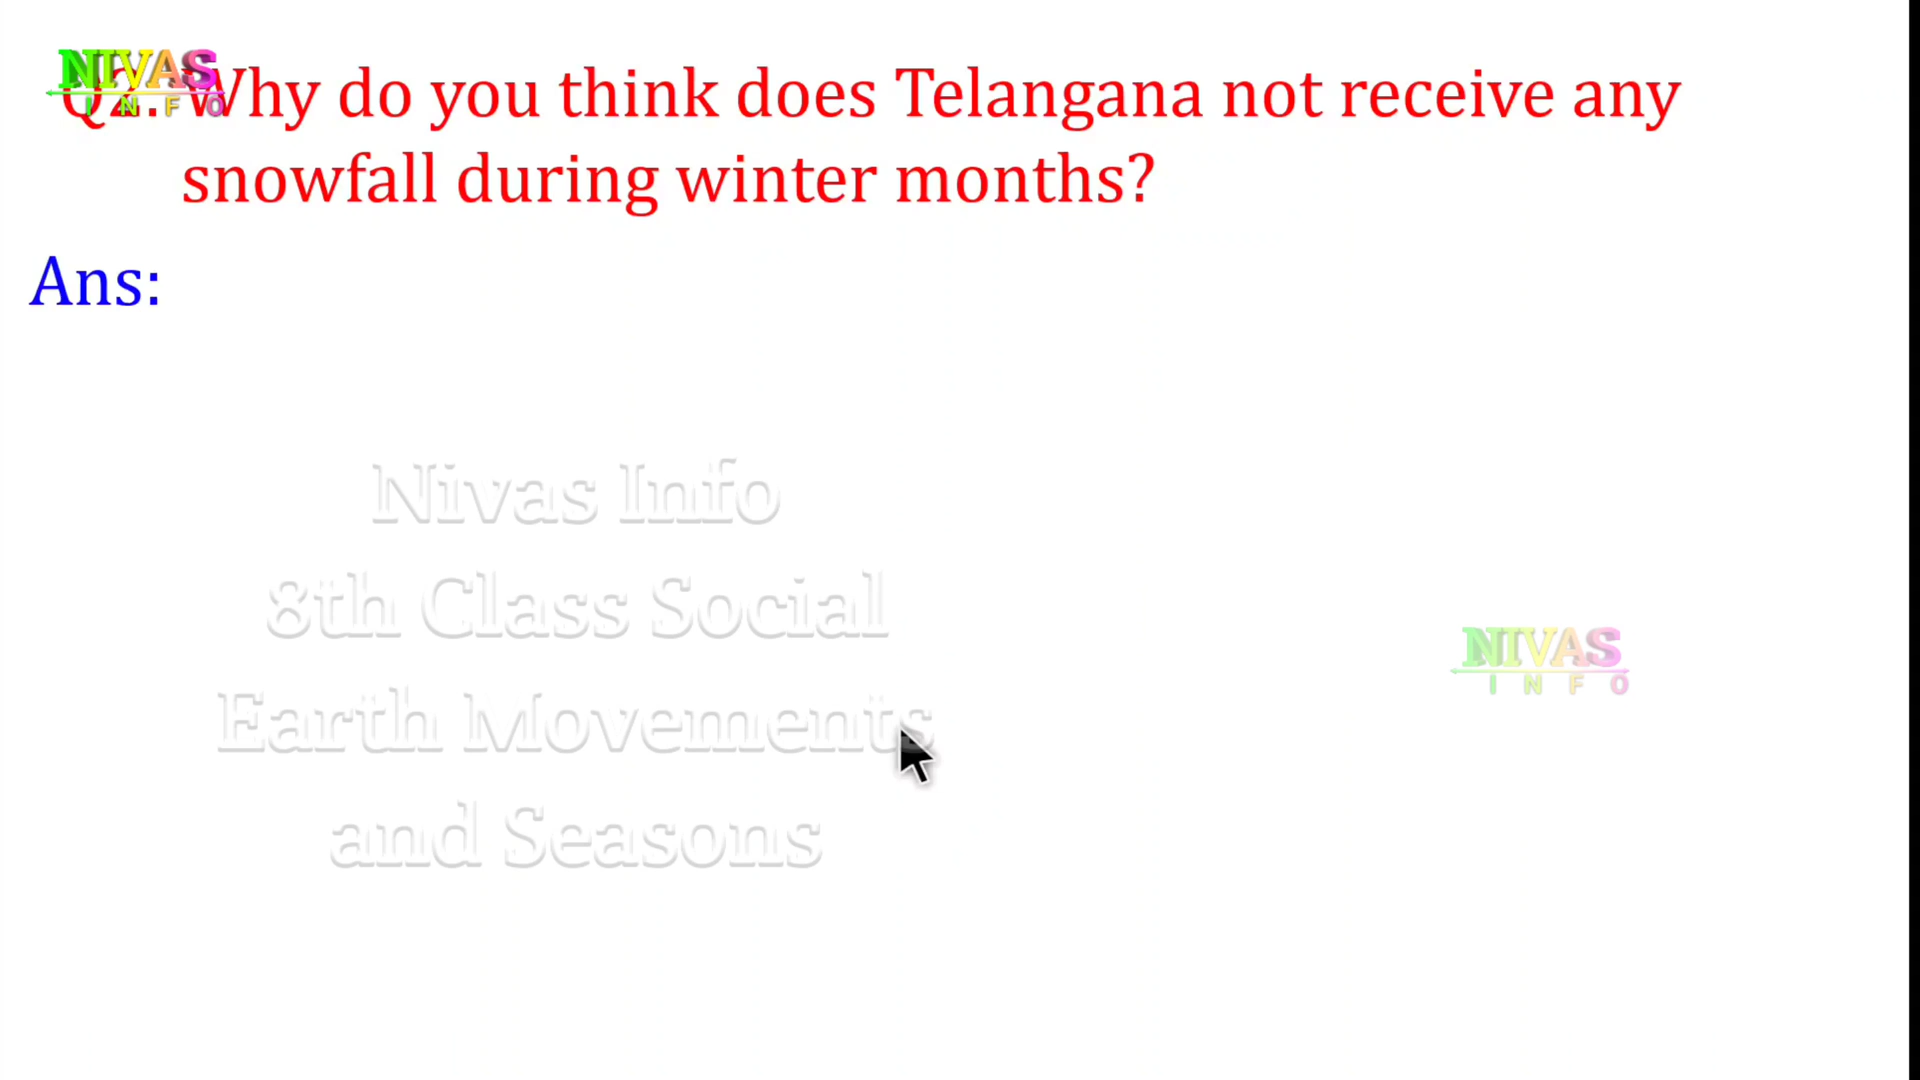 NIVAS
INFO
Q2. Why do you think does Telangana not receive any
snowfall during winter months?
Ans:
Nivas Info
8th Class Social
Earth Movements
and Seasons
NIVAS
INFO